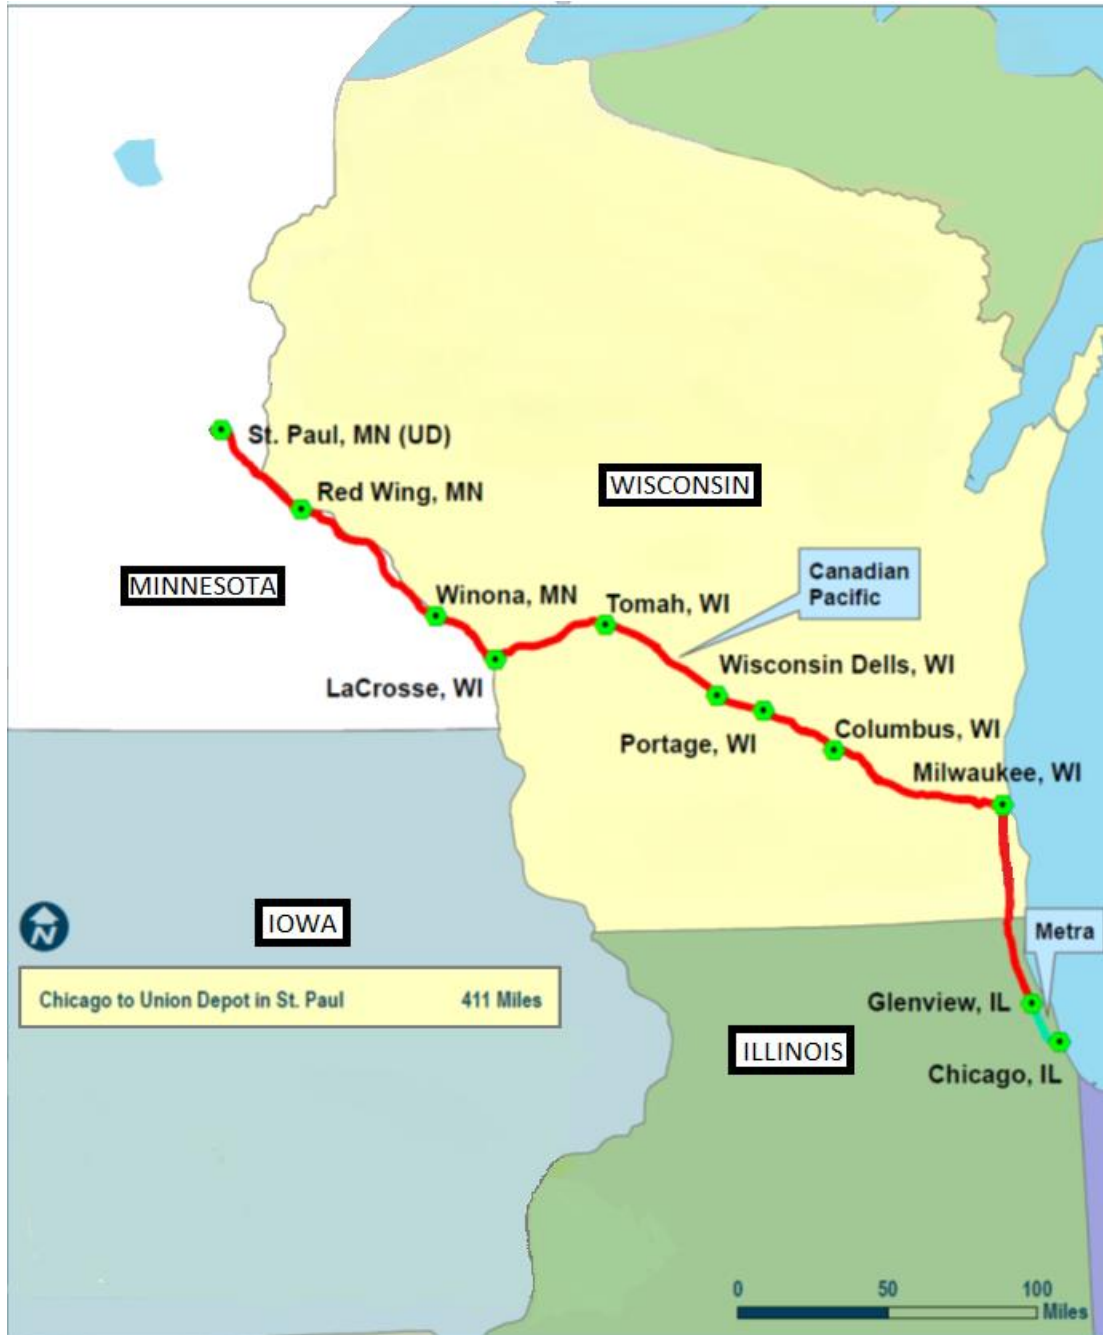 St. Paul, MN (UD)
Red Wing, MN
WISCONSIN
MINNESOTA
Canadian
Pacific
Winona, MN
Tomah, WI
LaCrosse, WI
Wisconsin Dells, WI
Portage, WI
Columbus, WI
Milwaukee, WI
IOWA
N
Metra
Chicago to Union Depot in St. Paul 411 Miles
Glenview, IL
ILLINOIS
Chicago, IL
0 50 100
Miles